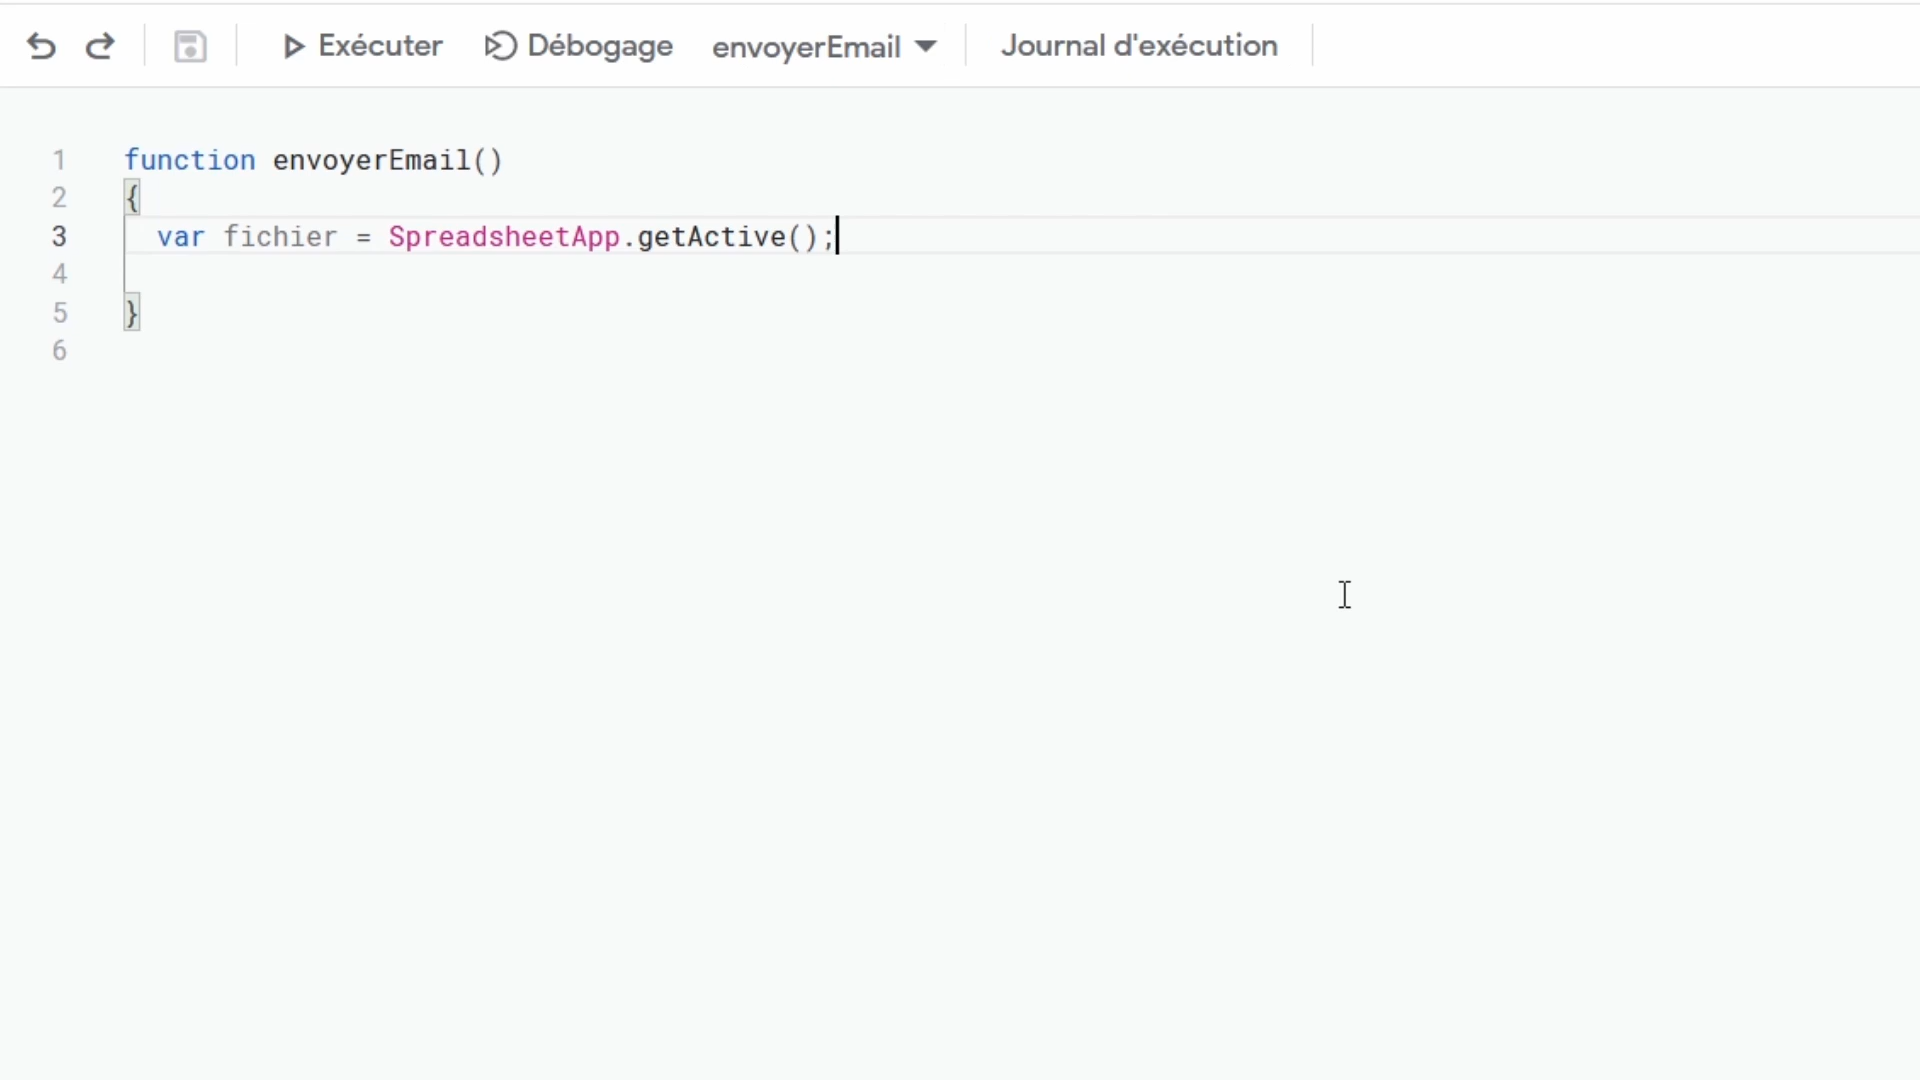 Exécuter Débogage envoyerEmail Journal d'exécution
1 function envoyerEmail()
2 {
3 var fichier = SpreadsheetApp.getActive();
4
5 }
6